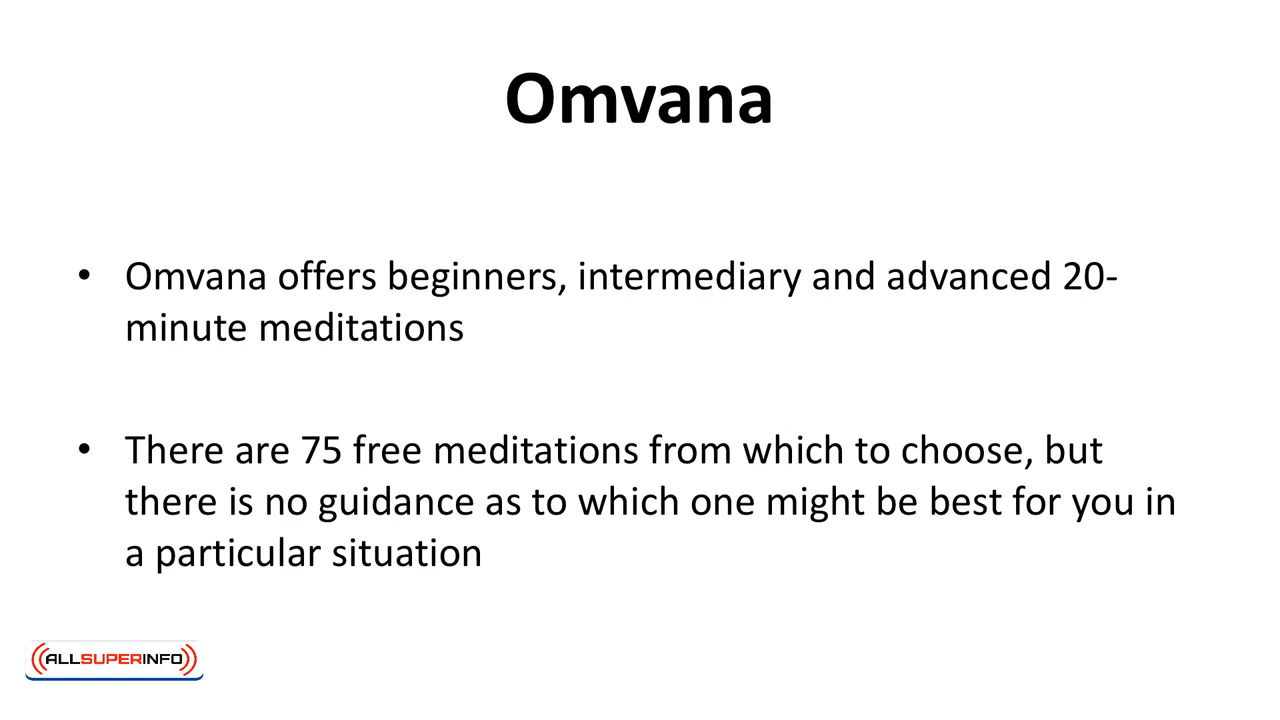 Omvana
• Omvana offers beginners, intermediary and advanced 20-
minute meditations
• There are 75 free meditations from which to choose, but
there is no guidance as to which one might be best for you in
a particular situation
ALLSUPERINFO